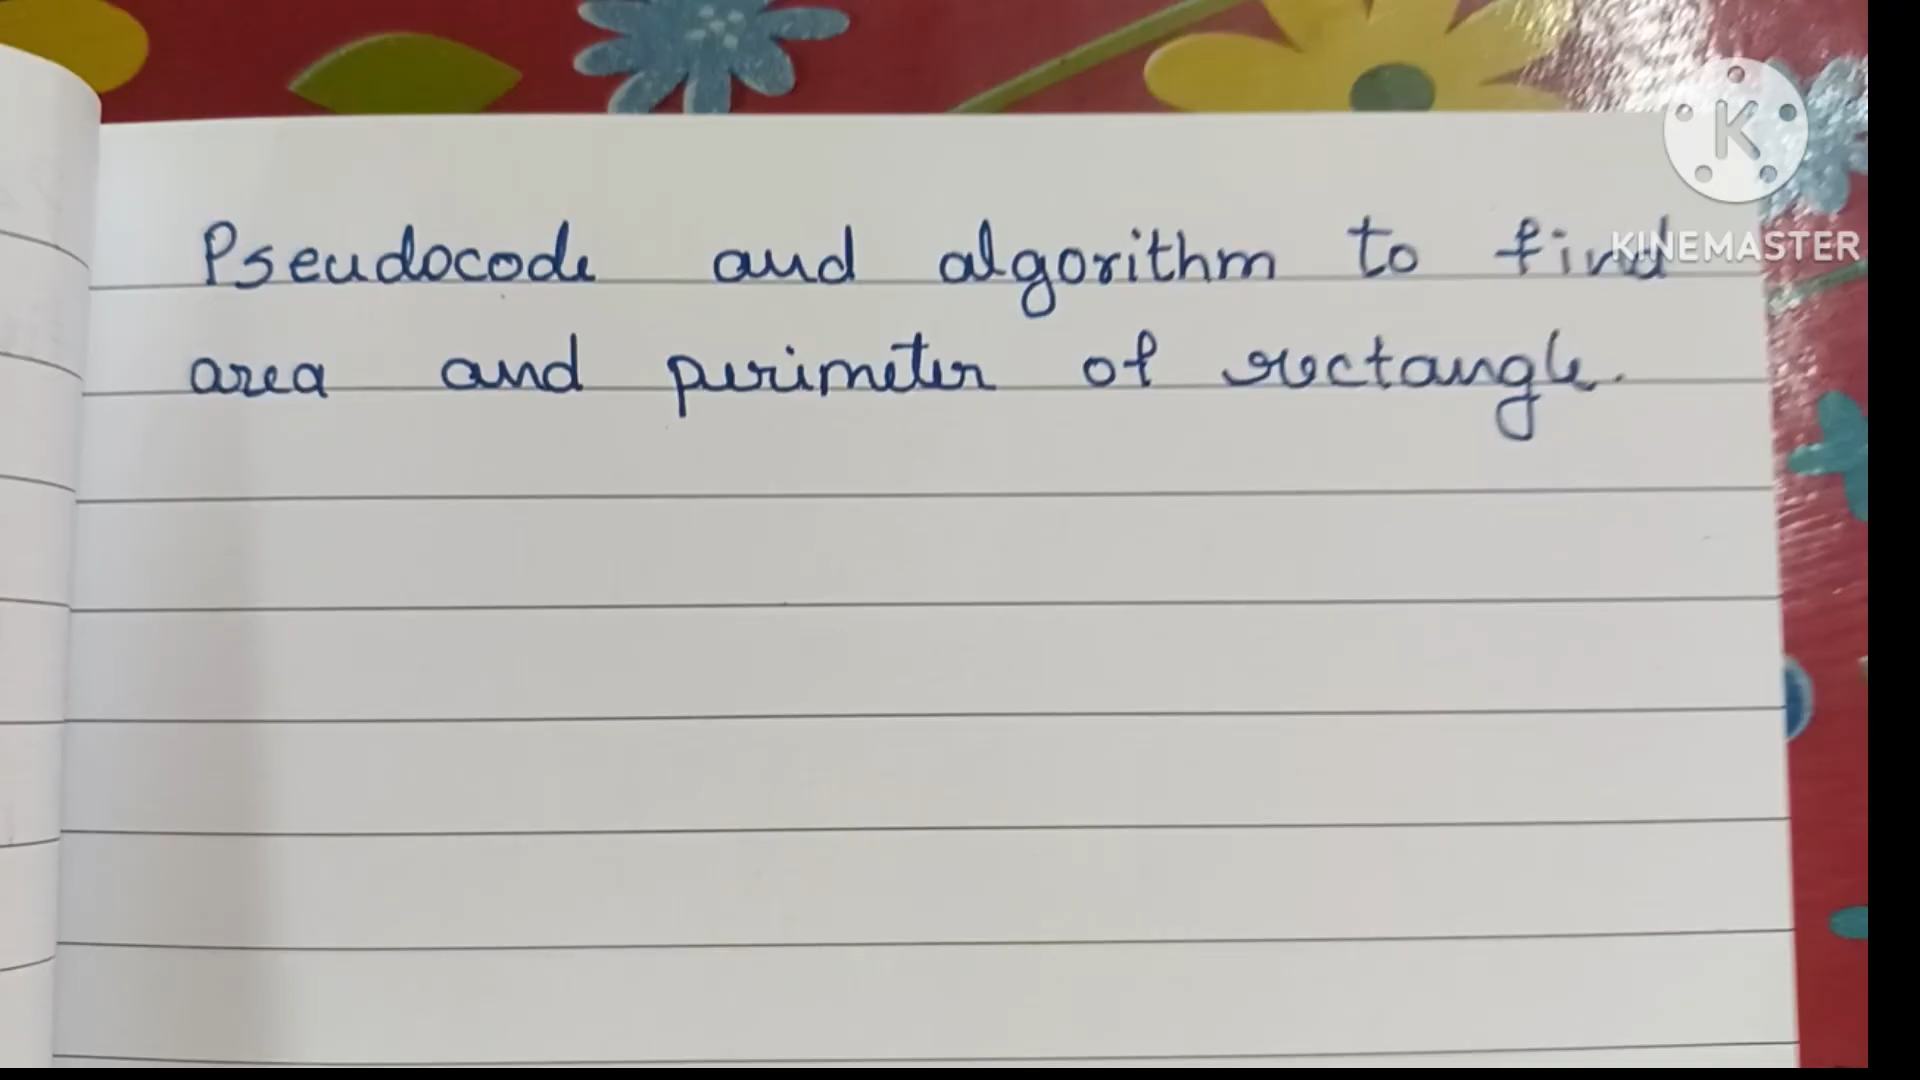 Pseudocode and algorithm to find
area and perimeter of rectangle.
K
KINEMASTER